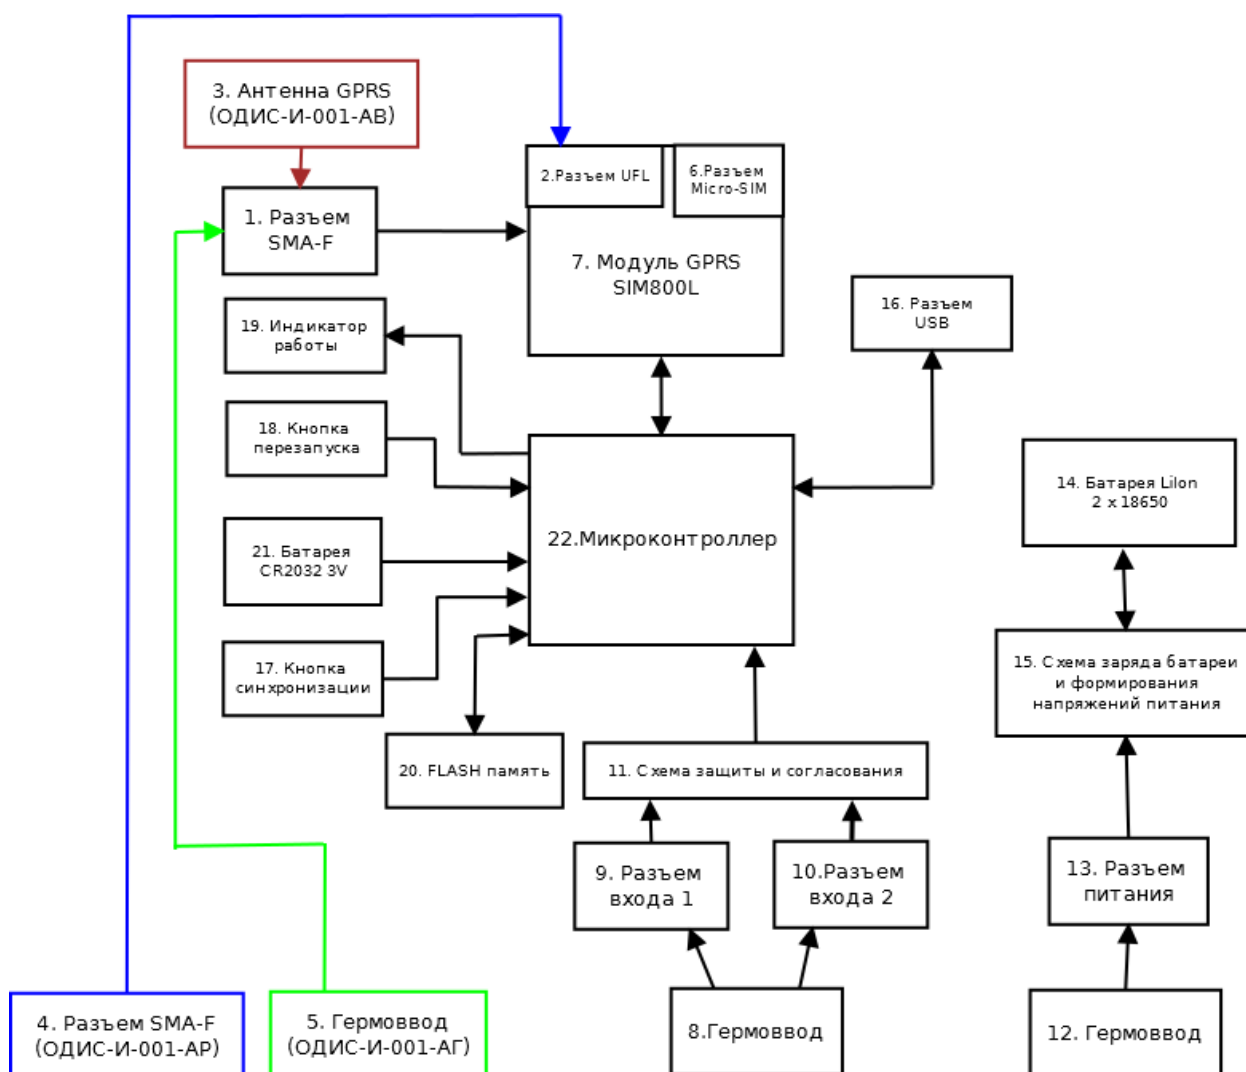 3. Антенна GPRS
(ОДИС-И-001-АВ)
2.Разъем UFL
6.Разъем
Micro-SIM
1. Разъем
SMA-F
7. Модуль GPRS
SIM800L
16. Разъем
USB
19. Индикатор
работы
18. Кнопка
перезапуска
14. Батарея LiIon
2 x 18650
22.Микроконтроллер
21. Батарея
CR2032 3V
17. Кнопка
синхронизации
15. Схема заряда батареи
и формирования
напряжений питания
20. FLASH память
11. Схема защиты и согласования
9. Разъем
входа 1
10.Разъем
входа 2
13. Разъем
питания
4. Разъем SMA-F
(ОДИС-И-001-АР)
5. Гермоввод
(ОДИС-И-001-АГ)
8.Гермоввод
12. Гермоввод